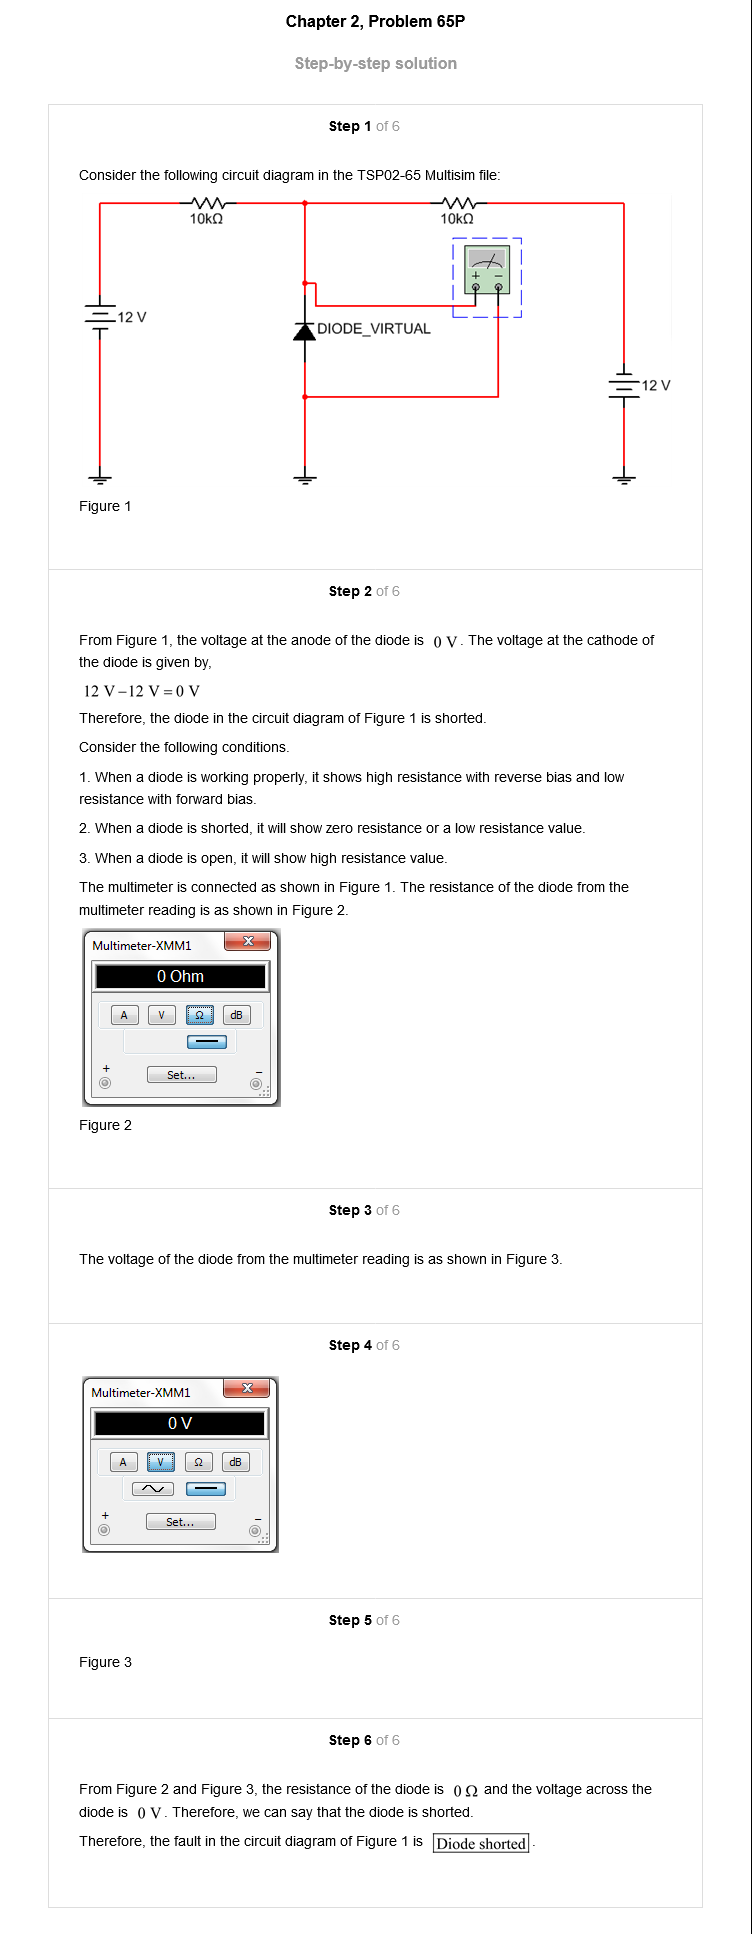 Chapter 2, Problem 65P
Step-by-step solution
Step 1 of 6
Consider the following circuit diagram in the TSP02-65 Multisim file:
10kΩ
10kΩ
+ −
12 V
DIODE_VIRTUAL
12 V
Figure 1
Step 2 of 6
From Figure 1, the voltage at the anode of the diode is 0 V. The voltage at the cathode of
the diode is given by,
12 V−12 V=0 V
Therefore, the diode in the circuit diagram of Figure 1 is shorted.
Consider the following conditions.
1. When a diode is working properly, it shows high resistance with reverse bias and low
resistance with forward bias.
2. When a diode is shorted, it will show zero resistance or a low resistance value.
3. When a diode is open, it will show high resistance value.
The multimeter is connected as shown in Figure 1. The resistance of the diode from the
multimeter reading is as shown in Figure 2.
Multimeter-XMM1 X
0 Ohm
A V Ω dB
+ −
Set...
Figure 2
Step 3 of 6
The voltage of the diode from the multimeter reading is as shown in Figure 3.
Step 4 of 6
Multimeter-XMM1 X
0 V
A V Ω dB
+ −
Set...
Step 5 of 6
Figure 3
Step 6 of 6
From Figure 2 and Figure 3, the resistance of the diode is 0 Ω and the voltage across the
diode is 0 V. Therefore, we can say that the diode is shorted.
Therefore, the fault in the circuit diagram of Figure 1 is Diode shorted.